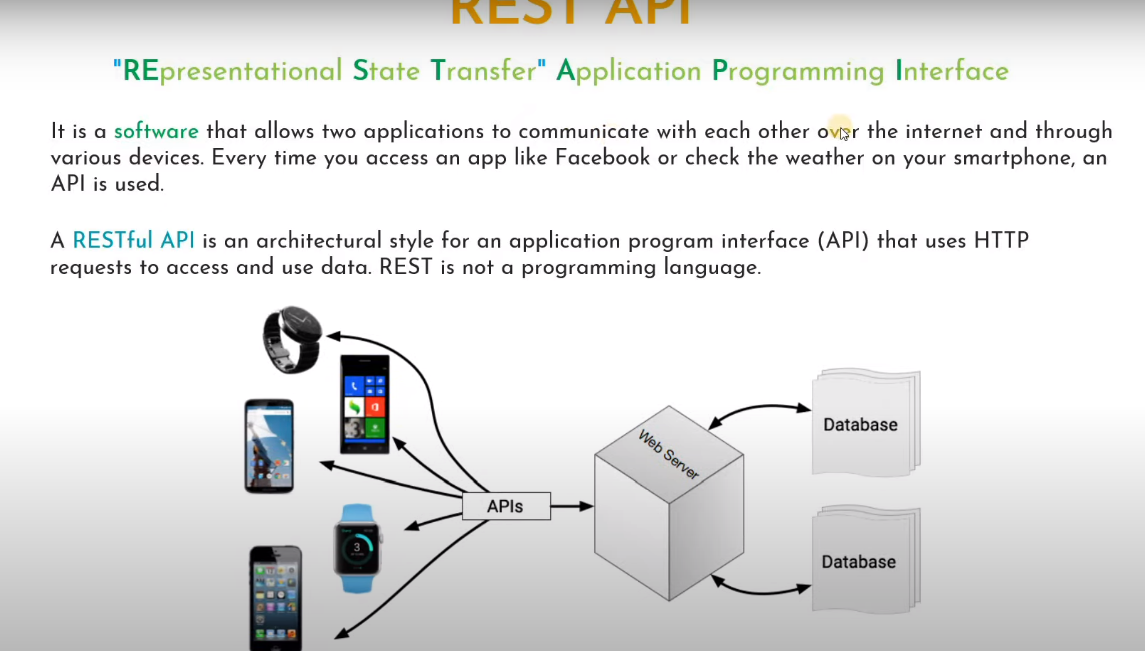 REST API
"REpresentational State Transfer" Application Programming Interface
It is a software that allows two applications to communicate with each other over the internet and through
various devices. Every time you access an app like Facebook or check the weather on your smartphone, an
API is used.
A RESTful API is an architectural style for an application program interface (API) that uses HTTP
requests to access and use data. REST is not a programming language.
Web Server
Database
APIs
3
Database